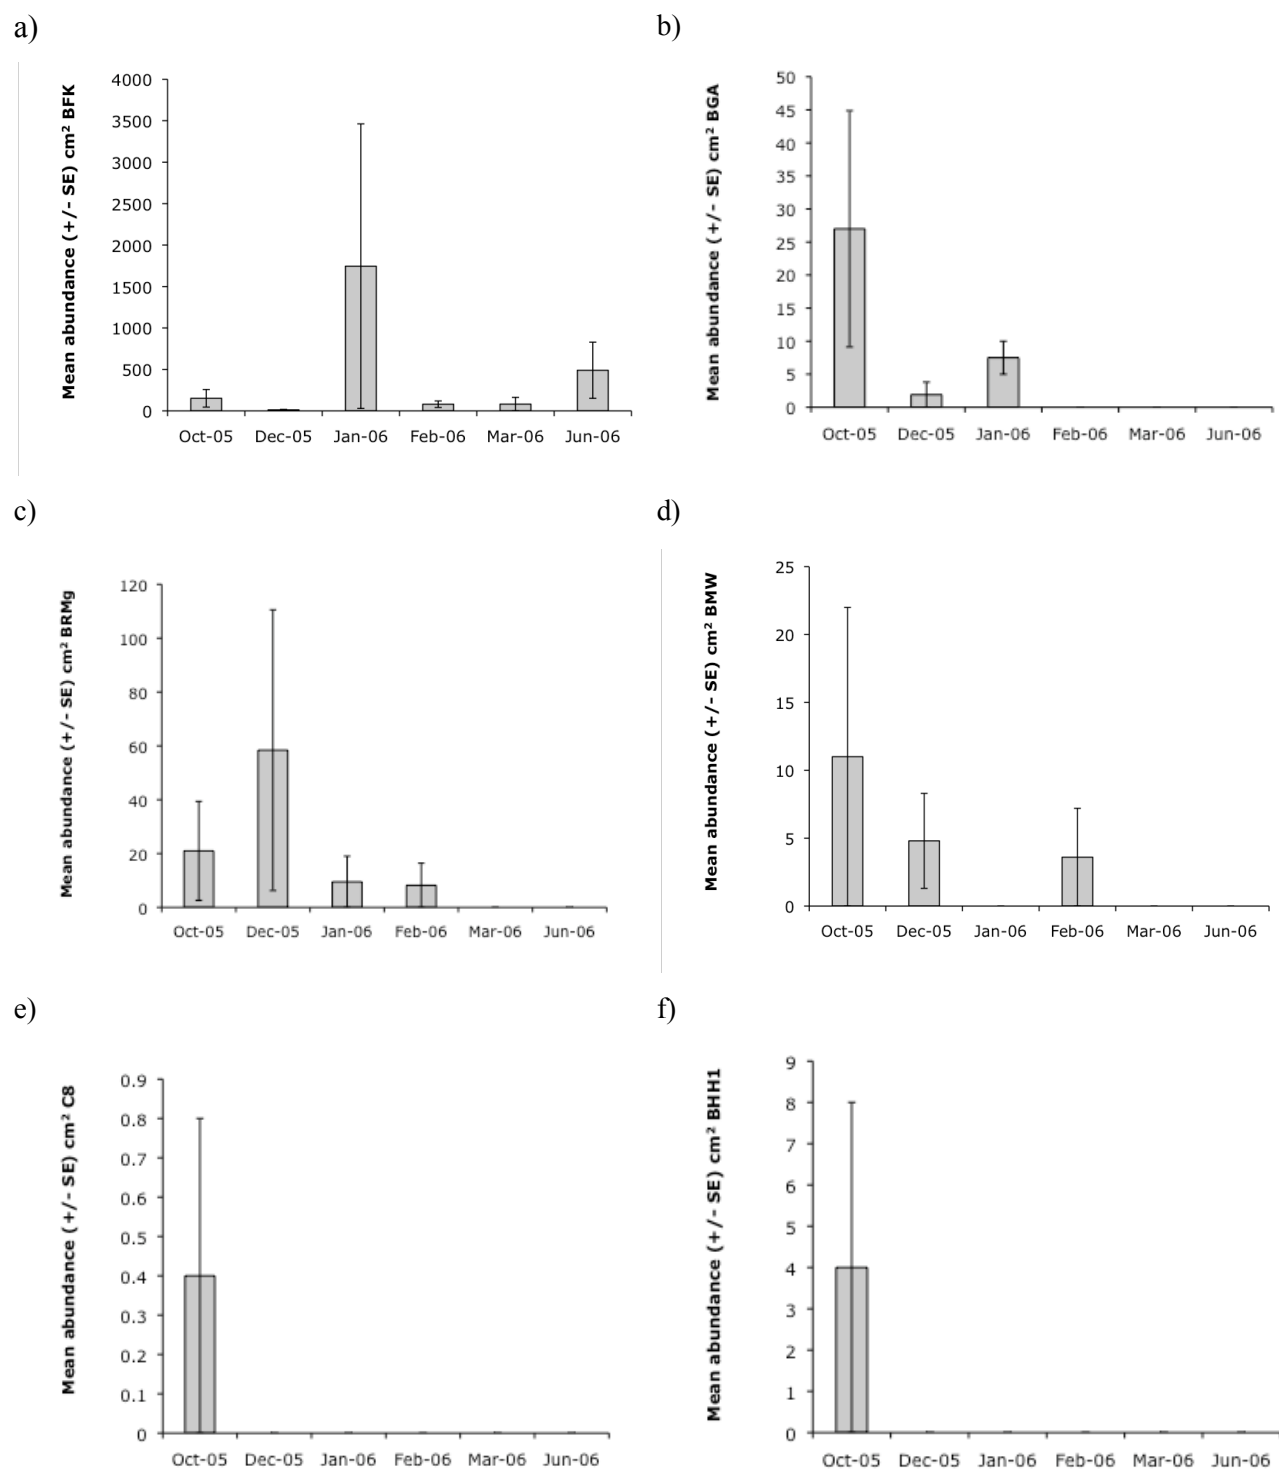 a)
Mean abundance (+/- SE) cm² BFK
4000
3500
3000
2500
2000
1500
1000
500
0
Oct-05 Dec-05 Jan-06 Feb-06 Mar-06 Jun-06
b)
Mean abundance (+/- SE) cm² BGA
50
45
40
35
30
25
20
15
10
5
0
Oct-05 Dec-05 Jan-06 Feb-06 Mar-06 Jun-06
c)
Mean abundance (+/- SE) cm² BRMg
120
100
80
60
40
20
0
Oct-05 Dec-05 Jan-06 Feb-06 Mar-06 Jun-06
d)
Mean abundance (+/- SE) cm² BMW
25
20
15
10
5
0
Oct-05 Dec-05 Jan-06 Feb-06 Mar-06 Jun-06
e)
Mean abundance (+/- SE) cm² C8
0.9
0.8
0.7
0.6
0.5
0.4
0.3
0.2
0.1
0
Oct-05 Dec-05 Jan-06 Feb-06 Mar-06 Jun-06
f)
Mean abundance (+/- SE) cm² BHH1
9
8
7
6
5
4
3
2
1
0
Oct-05 Dec-05 Jan-06 Feb-06 Mar-06 Jun-06